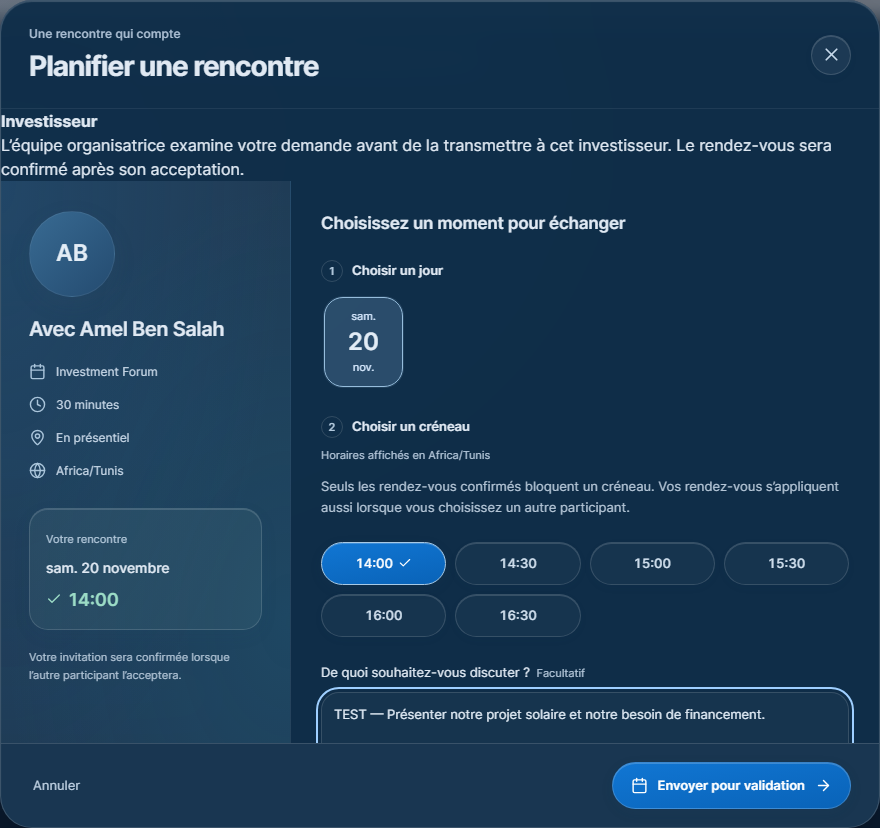 Une rencontre qui compte
Planifier une rencontre
Investisseur
L’équipe organisatrice examine votre demande avant de la transmettre à cet investisseur. Le rendez-vous sera
confirmé après son acceptation.
AB
Avec Amel Ben Salah
Investment Forum
30 minutes
En présentiel
Africa/Tunis
Votre rencontre
sam. 20 novembre
14:00
Votre invitation sera confirmée lorsque
l’autre participant l’acceptera.
Choisissez un moment pour échanger
1 Choisir un jour
sam.
20
nov.
2 Choisir un créneau
Horaires affichés en Africa/Tunis
Seuls les rendez-vous confirmés bloquent un créneau. Vos rendez-vous s’appliquent
aussi lorsque vous choisissez un autre participant.
14:00 14:30 15:00 15:30
16:00 16:30
De quoi souhaitez-vous discuter ? Facultatif
TEST — Présenter notre projet solaire et notre besoin de financement.
Annuler
Envoyer pour validation